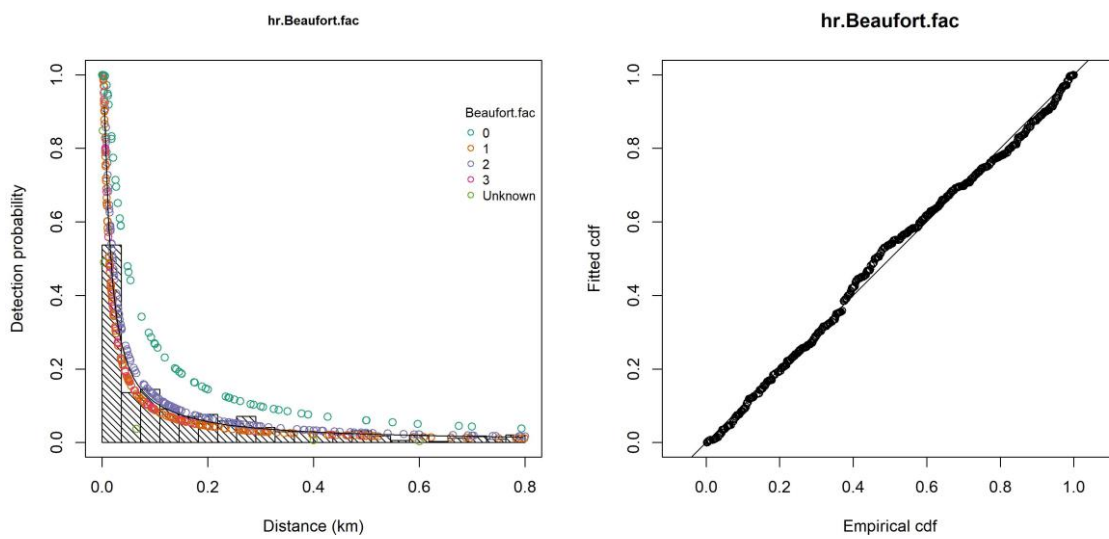 hr.Beaufort.fac
Detection probability
0.0
0.2
0.4
0.6
0.8
1.0
Beaufort.fac
0
1
2
3
Unknown
0.0 0.2 0.4 0.6 0.8
Distance (km)
hr.Beaufort.fac
Fitted cdf
0.0
0.2
0.4
0.6
0.8
1.0
0.0 0.2 0.4 0.6 0.8 1.0
Empirical cdf